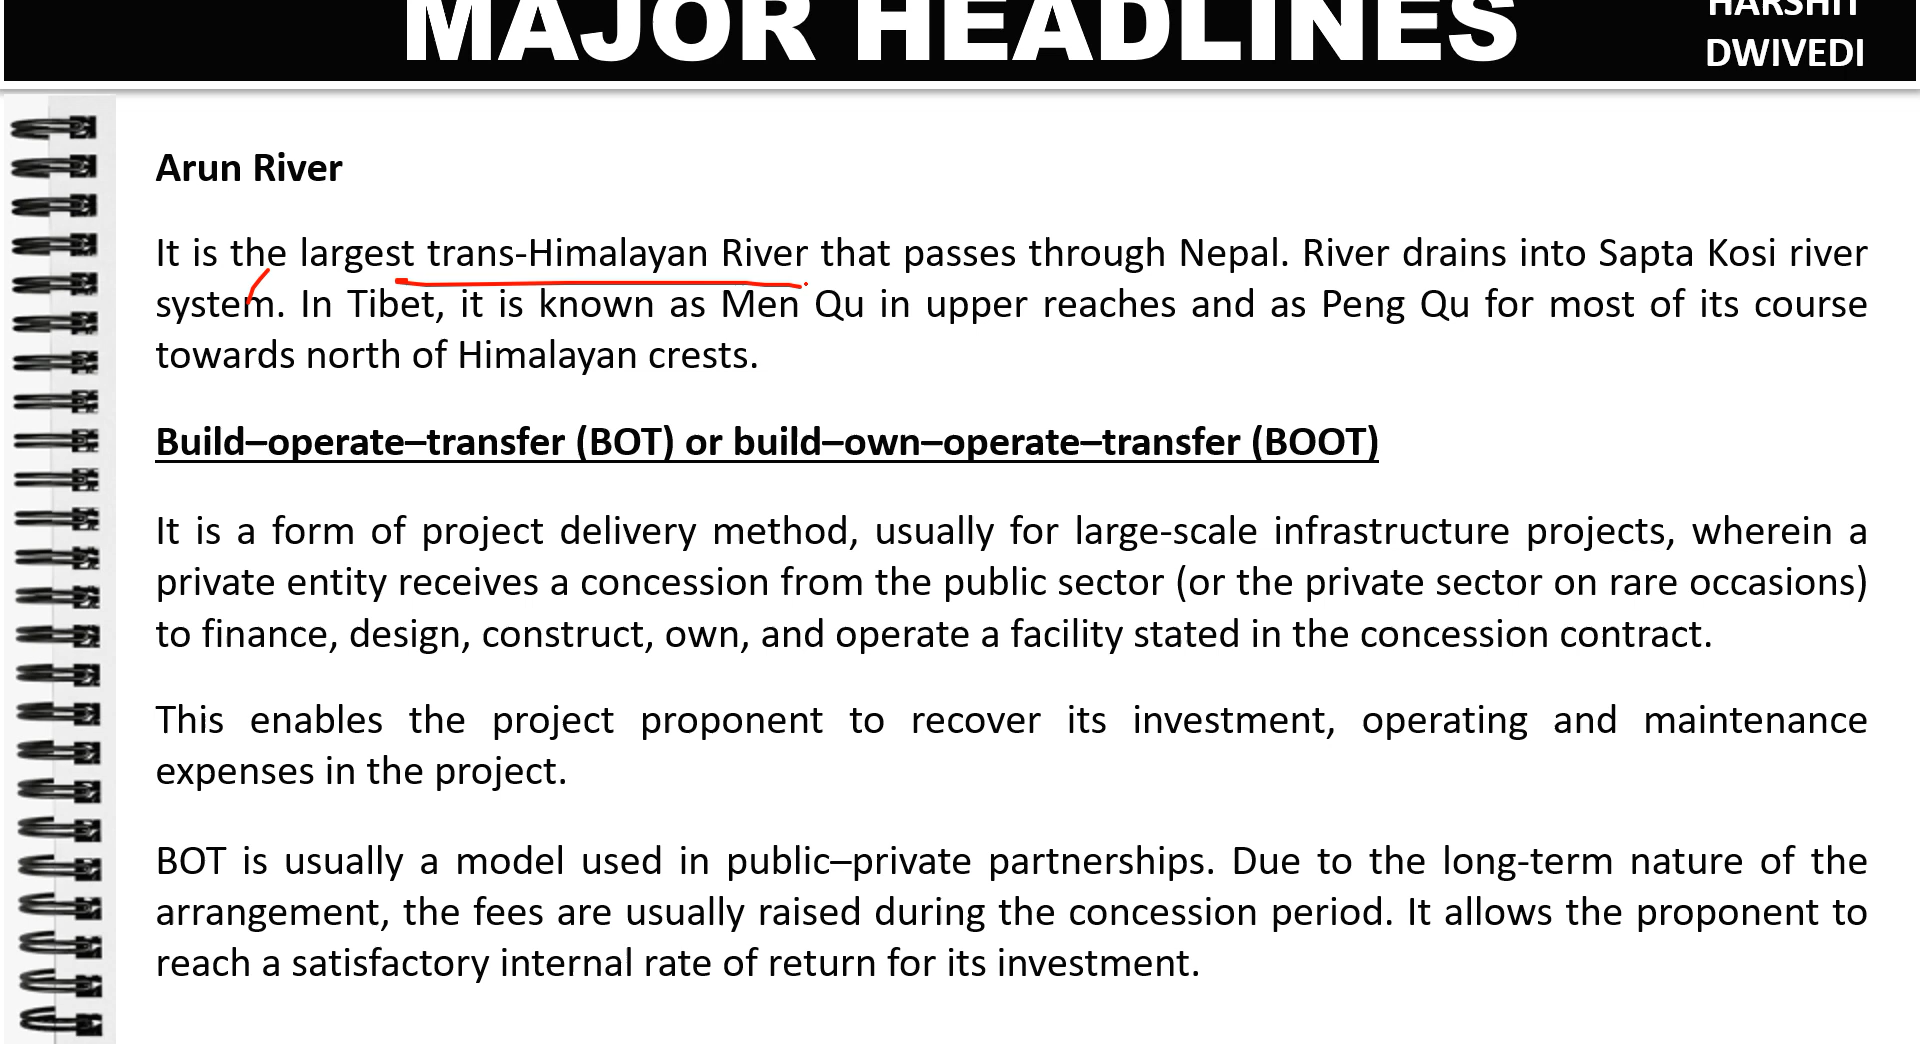 MAJOR HEADLINES
HARSHIT
DWIVEDI
Arun River
It is the largest trans-Himalayan River that passes through Nepal. River drains into Sapta Kosi river
system. In Tibet, it is known as Men Qu in upper reaches and as Peng Qu for most of its course
towards north of Himalayan crests.
Build–operate–transfer (BOT) or build–own–operate–transfer (BOOT)
It is a form of project delivery method, usually for large-scale infrastructure projects, wherein a
private entity receives a concession from the public sector (or the private sector on rare occasions)
to finance, design, construct, own, and operate a facility stated in the concession contract.
This enables the project proponent to recover its investment, operating and maintenance
expenses in the project.
BOT is usually a model used in public–private partnerships. Due to the long-term nature of the
arrangement, the fees are usually raised during the concession period. It allows the proponent to
reach a satisfactory internal rate of return for its investment.